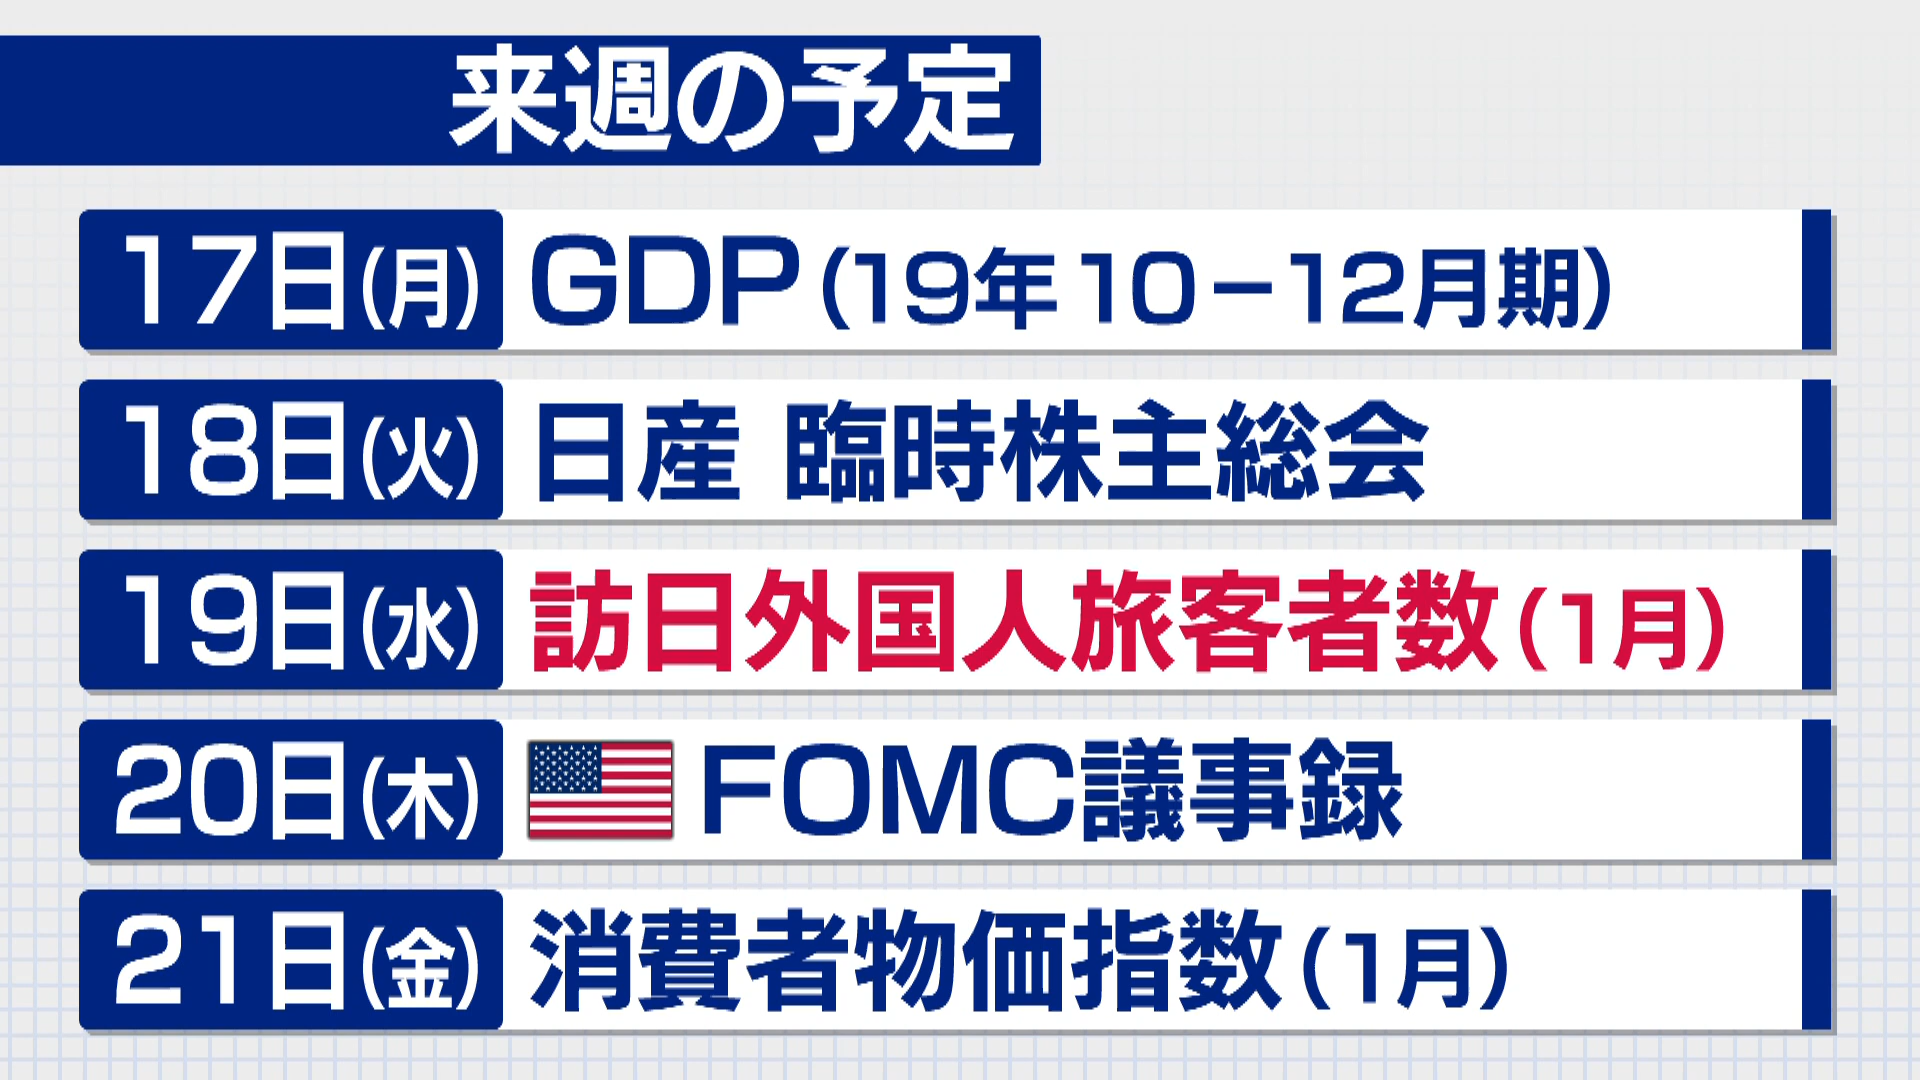 来週の予定
17日(月) GDP(19年10-12月期)
18日(火) 日産 臨時株主総会
19日(水) 訪日外国人旅客者数(1月)
20日(木) FOMC議事録
21日(金) 消費者物価指数(1月)